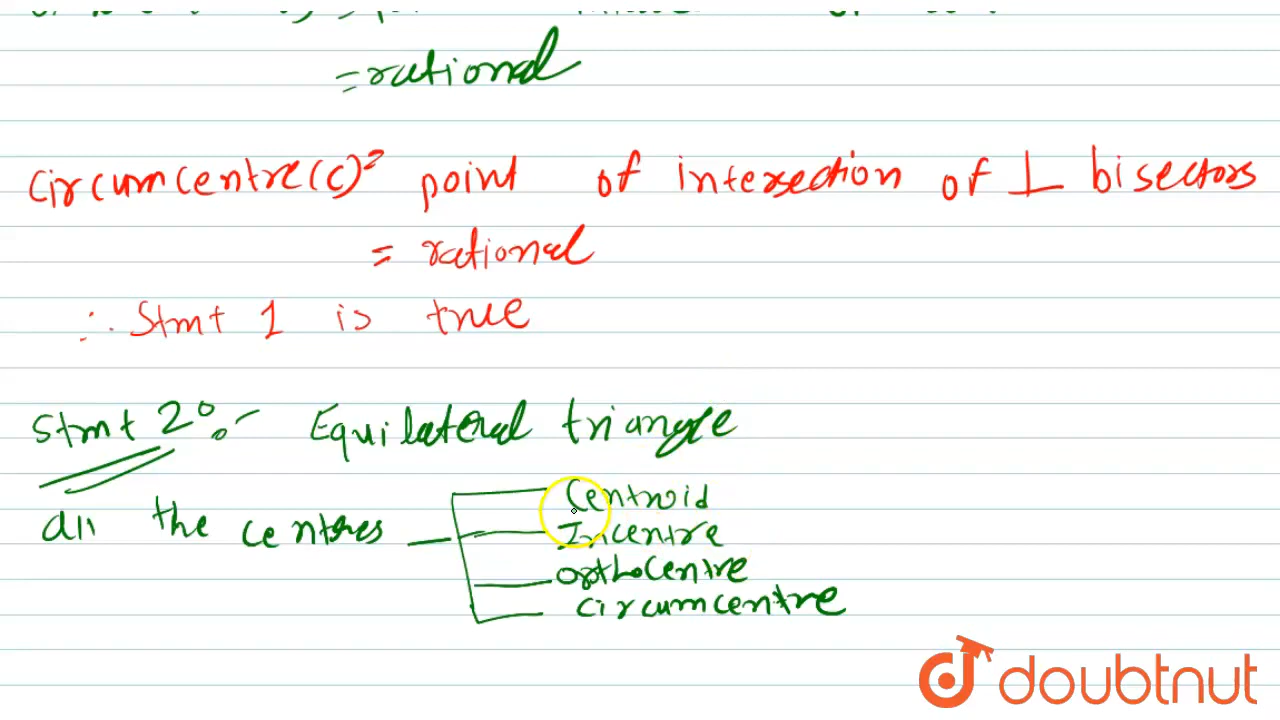 = rational
Circumcentre(c) = point of intersection of ⊥ bisectors
= rational
∴ Stmt 1 is true
Stmt 2 :- Equilateral triangle
all the centres — Centroid
Incentre
orthocentre
circumcentre
doubtnut